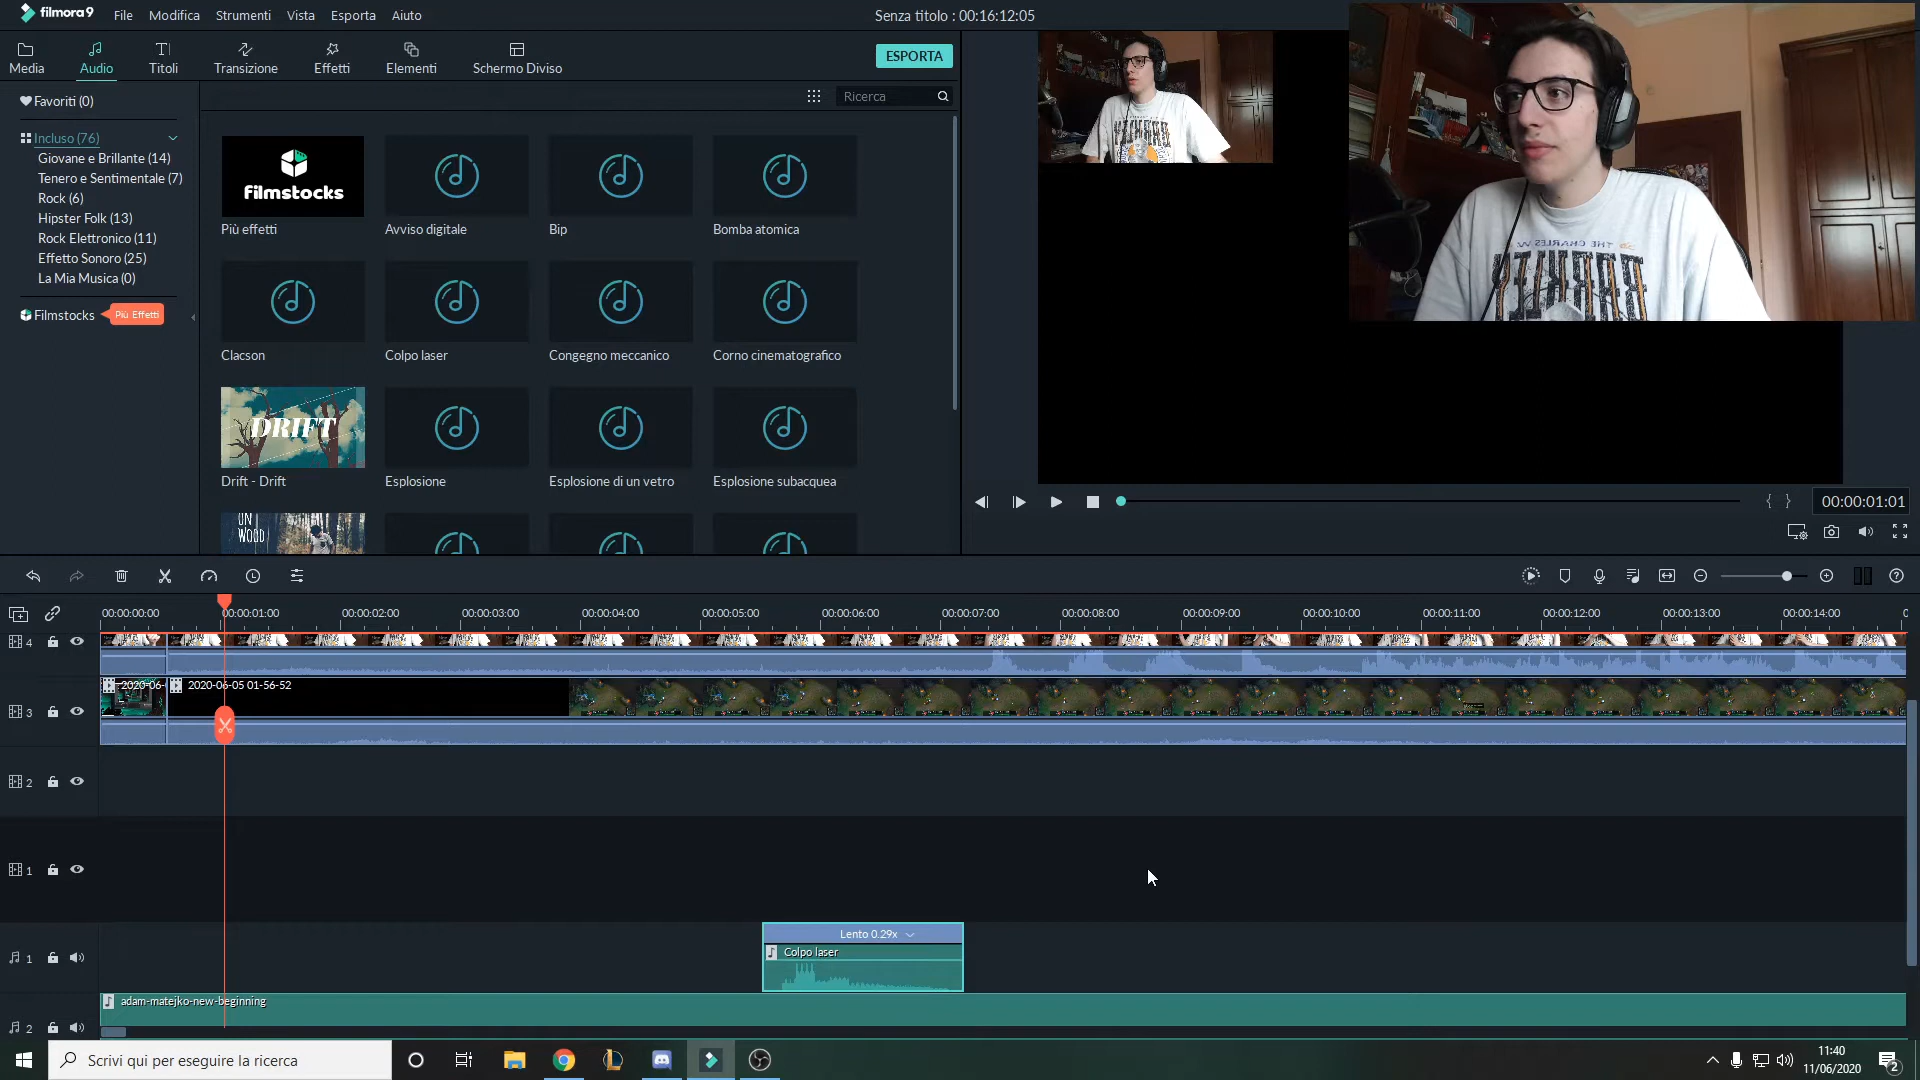 filmora9
File
Modifica
Strumenti
Vista
Esporta
Aiuto
Senza titolo : 00:16:12:05
Media
Audio
Titoli
Transizione
Effetti
Elementi
Schermo Diviso
ESPORTA
Favoriti (0)
Ricerca
Incluso (76)
Giovane e Brillante (14)
Tenero e Sentimentale (7)
Rock (6)
Hipster Folk (13)
Rock Elettronico (11)
Effetto Sonoro (25)
La Mia Musica (0)
Filmstocks
Più Effetti
filmstocks
Più effetti
Avviso digitale
Bip
Bomba atomica
Clacson
Colpo laser
Congegno meccanico
Corno cinematografico
DRIFT
Drift - Drift
Esplosione
Esplosione di un vetro
Esplosione subacquea
ON
WOOD
THE CHARLES W
00:00:01:01
00:00:00:00
00:00:01:00
00:00:02:00
00:00:03:00
00:00:04:00
00:00:05:00
00:00:06:00
00:00:07:00
00:00:08:00
00:00:09:00
00:00:10:00
00:00:11:00
00:00:12:00
00:00:13:00
00:00:14:00
4
2020-06-
2020-06-05 01-56-52
3
2
1
Lento 0.29x
Colpo laser
1
adam-matejko-new-beginning
2
Scrivi qui per eseguire la ricerca
11:40
11/06/2020
2